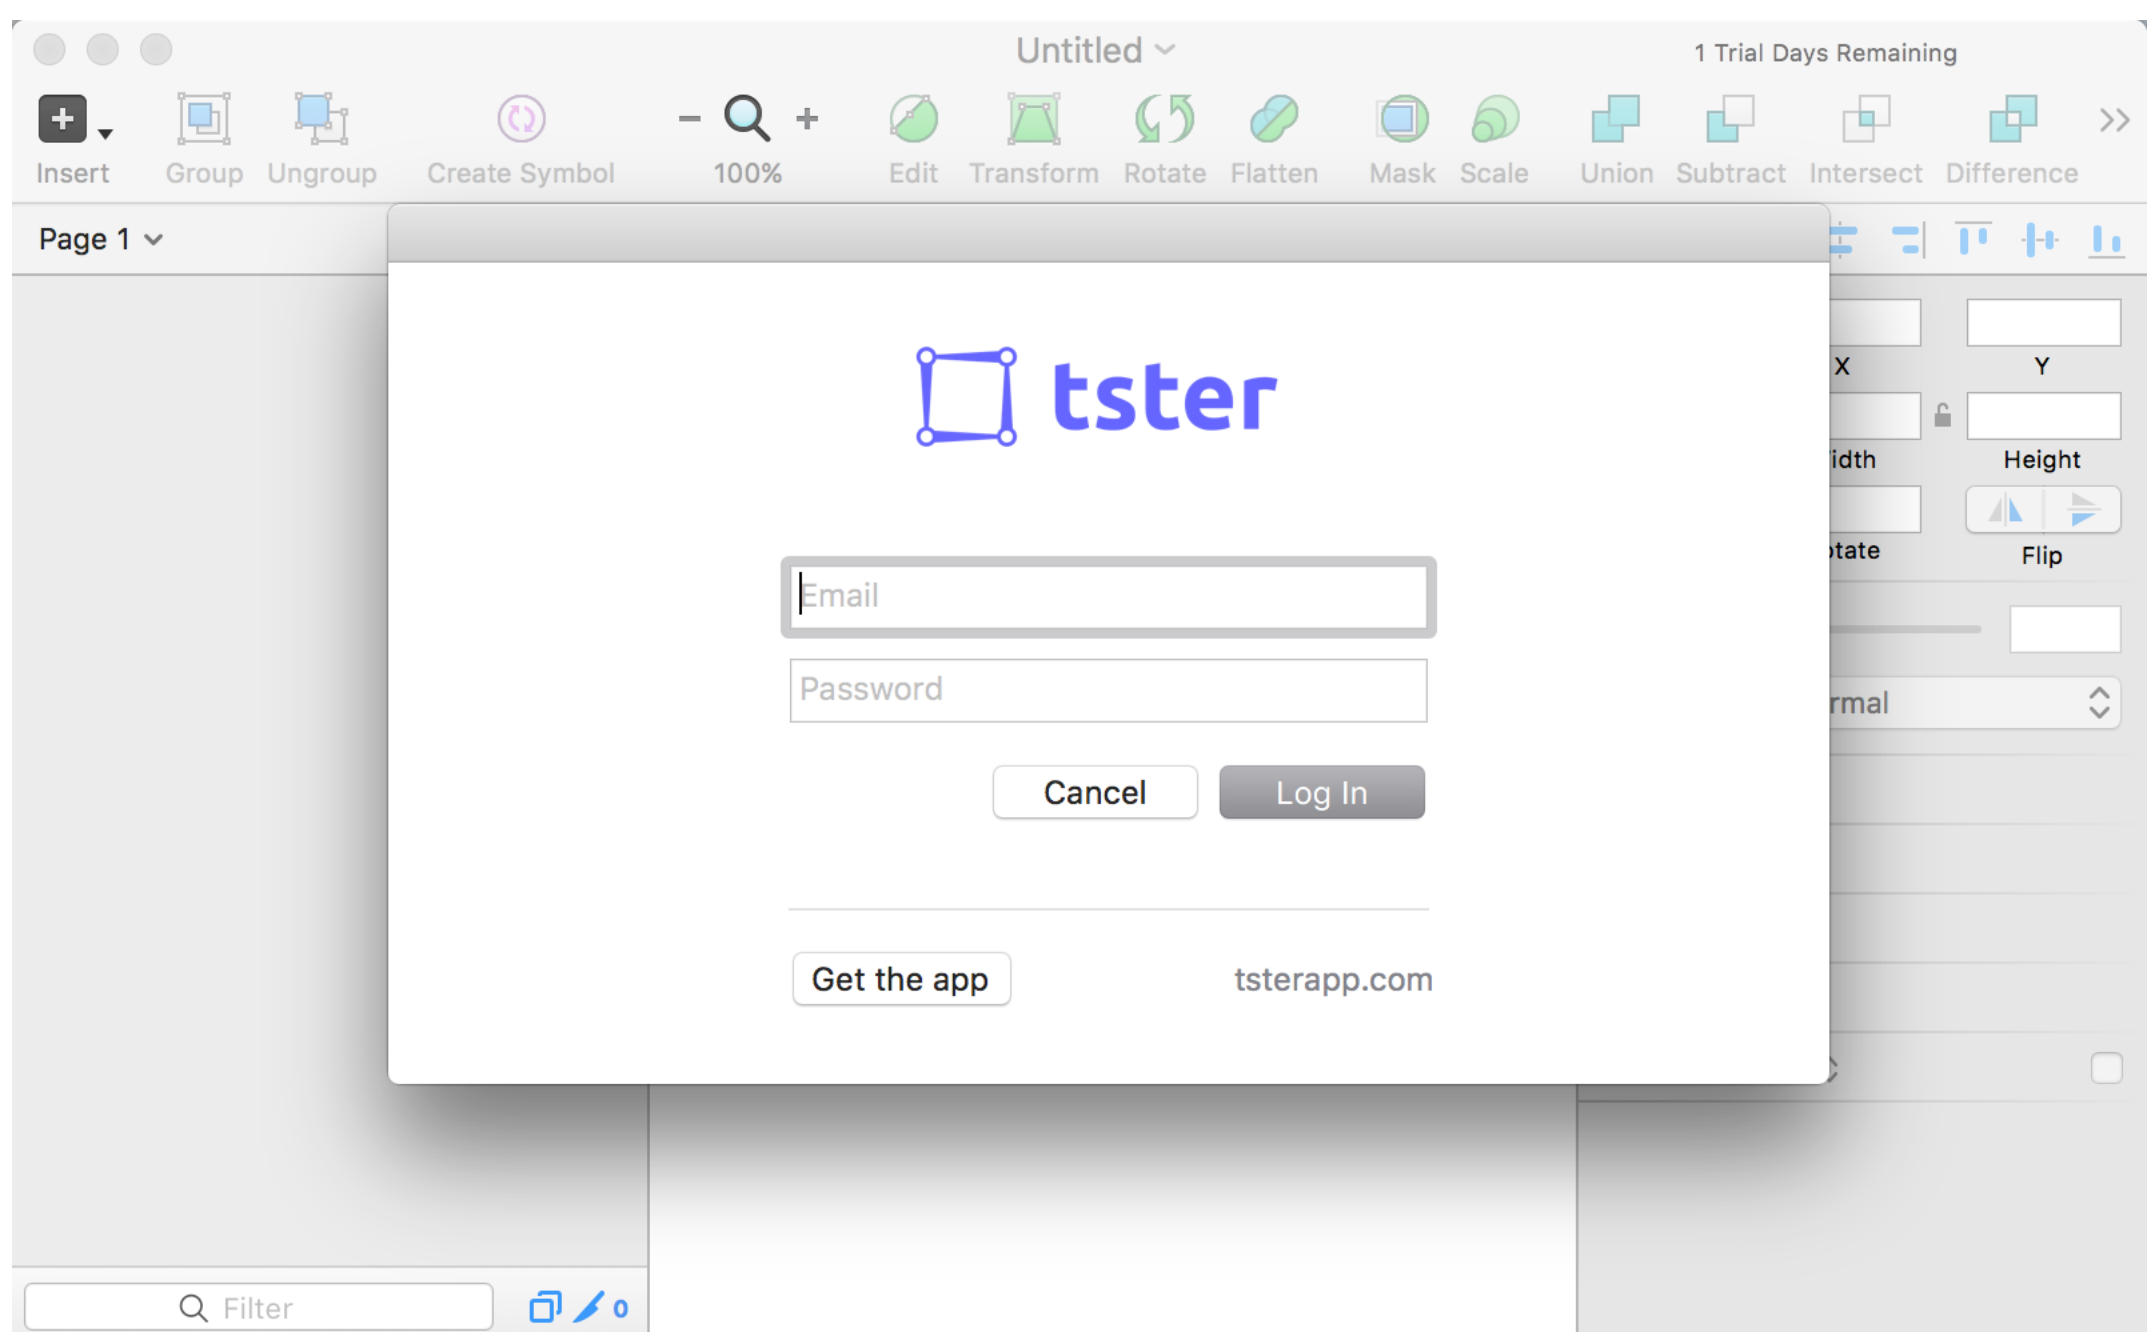 Untitled
1 Trial Days Remaining
Insert Group Ungroup Create Symbol 100% Edit Transform Rotate Flatten Mask Scale Union Subtract Intersect Difference
Page 1
tster
X Y
idth Height
tate Flip
Email
Password
rmal
Cancel Log In
Get the app tsterapp.com
Filter 0